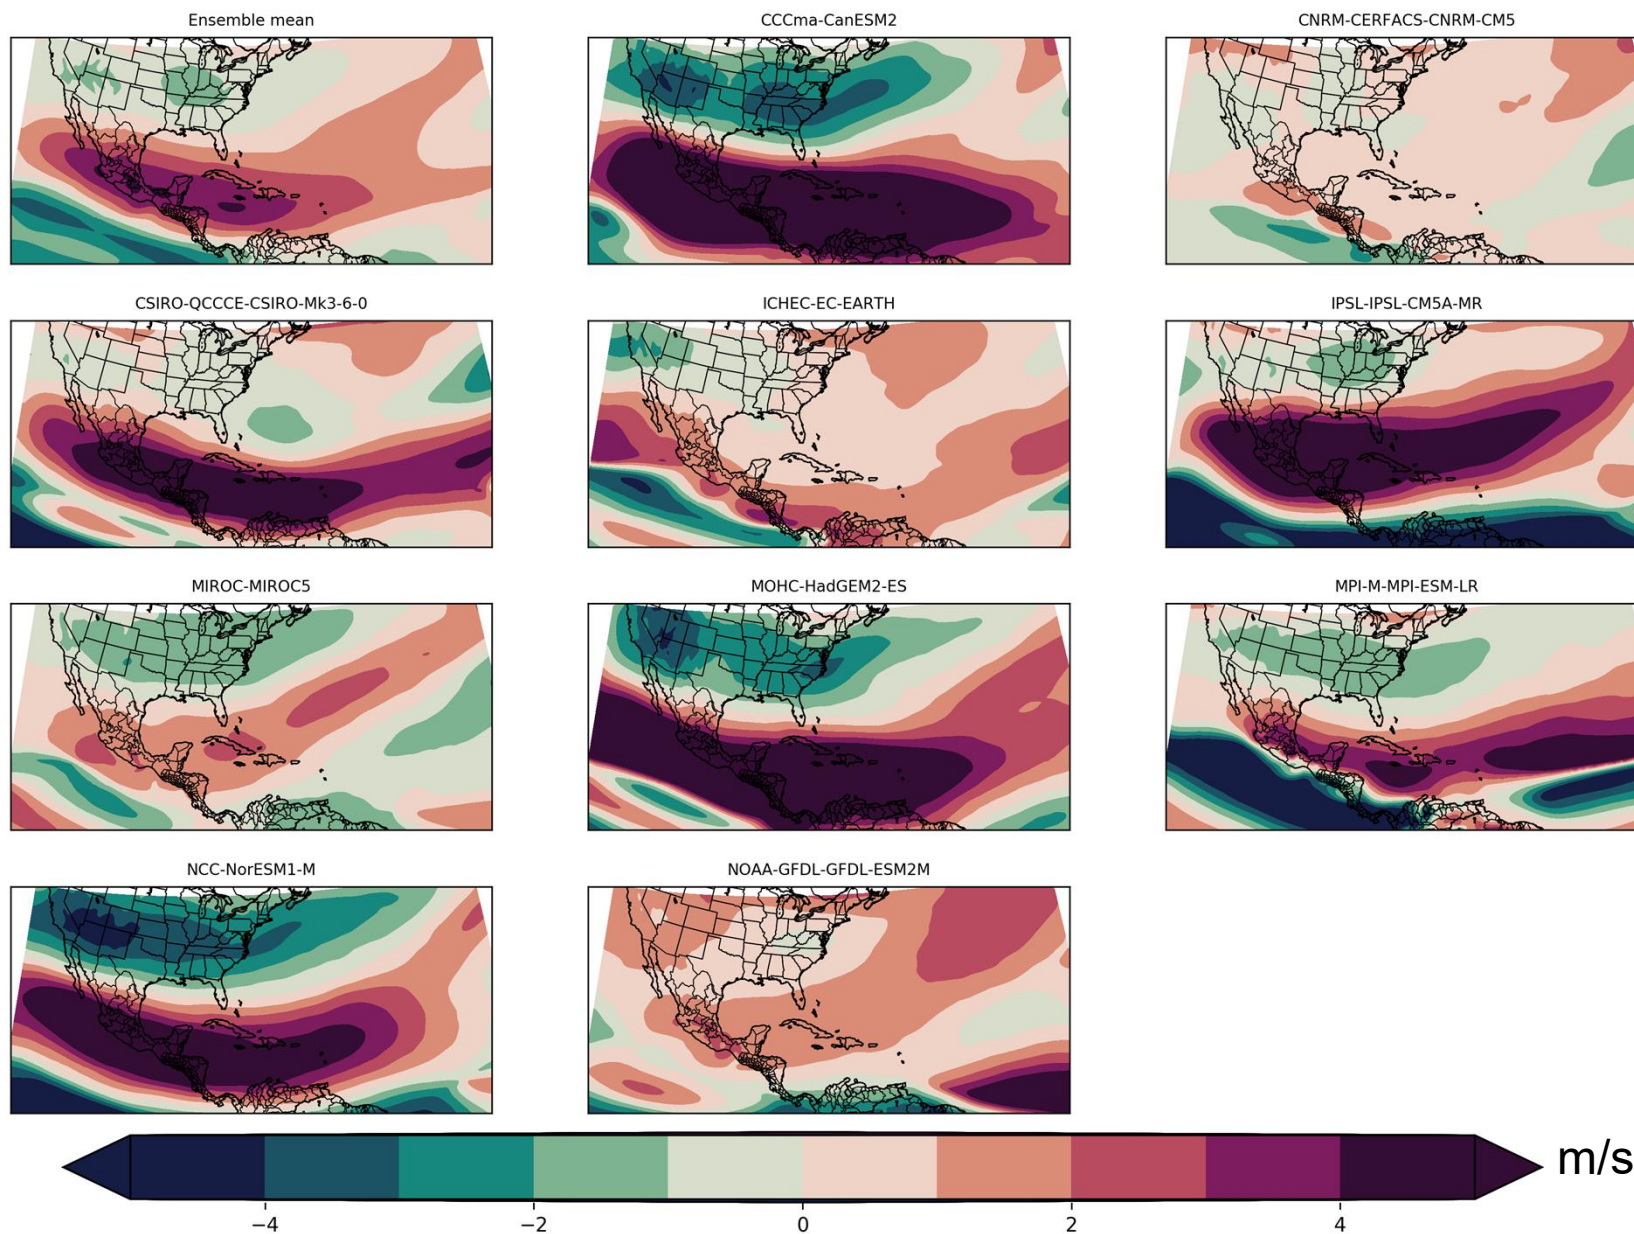 Ensemble mean
CCCma-CanESM2
CNRM-CERFACS-CNRM-CM5
CSIRO-QCCCE-CSIRO-Mk3-6-0
ICHEC-EC-EARTH
IPSL-IPSL-CM5A-MR
MIROC-MIROC5
MOHC-HadGEM2-ES
MPI-M-MPI-ESM-LR
NCC-NorESM1-M
NOAA-GFDL-GFDL-ESM2M
m/s
−4 −2 0 2 4